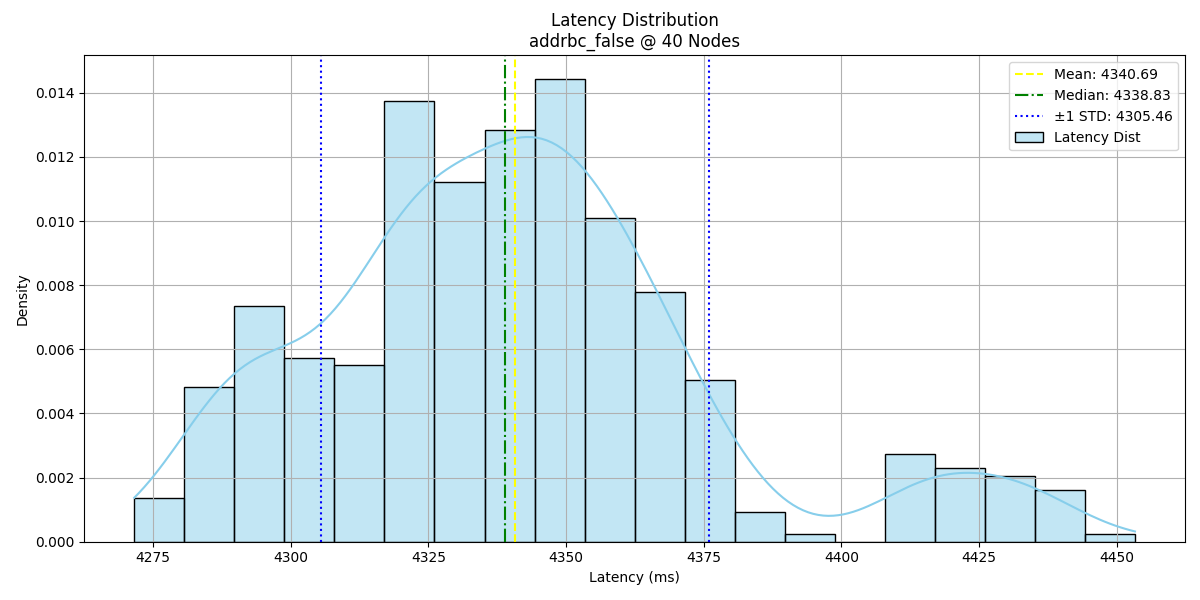 Latency Distribution
addrbc_false @ 40 Nodes
Mean: 4340.69
Median: 4338.83
±1 STD: 4305.46
Latency Dist
0.014
0.012
0.010
0.008
0.006
0.004
0.002
0.000
Density
4275 4300 4325 4350 4375 4400 4425 4450
Latency (ms)